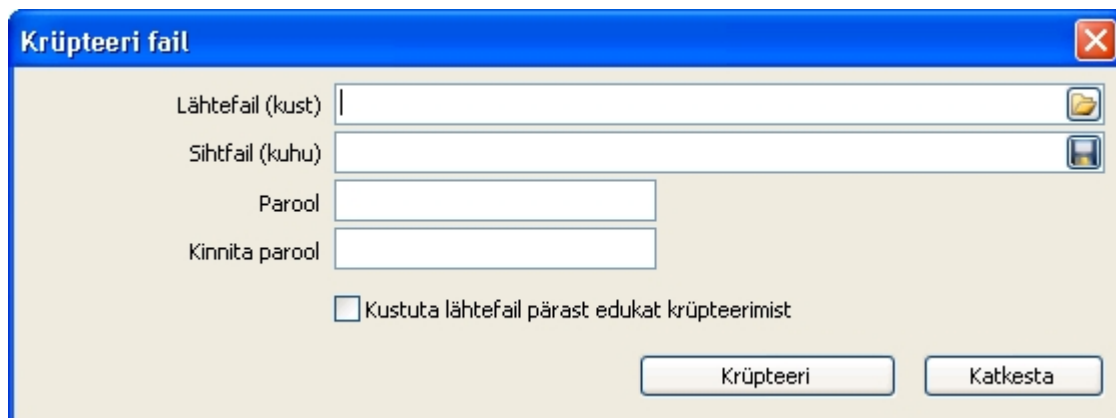 Krüpteeri fail
Lähtefail (kust)
Sihtfail (kuhu)
Parool
Kinnita parool
Kustuta lähtefail pärast edukat krüpteerimist
Krüpteeri Katkesta